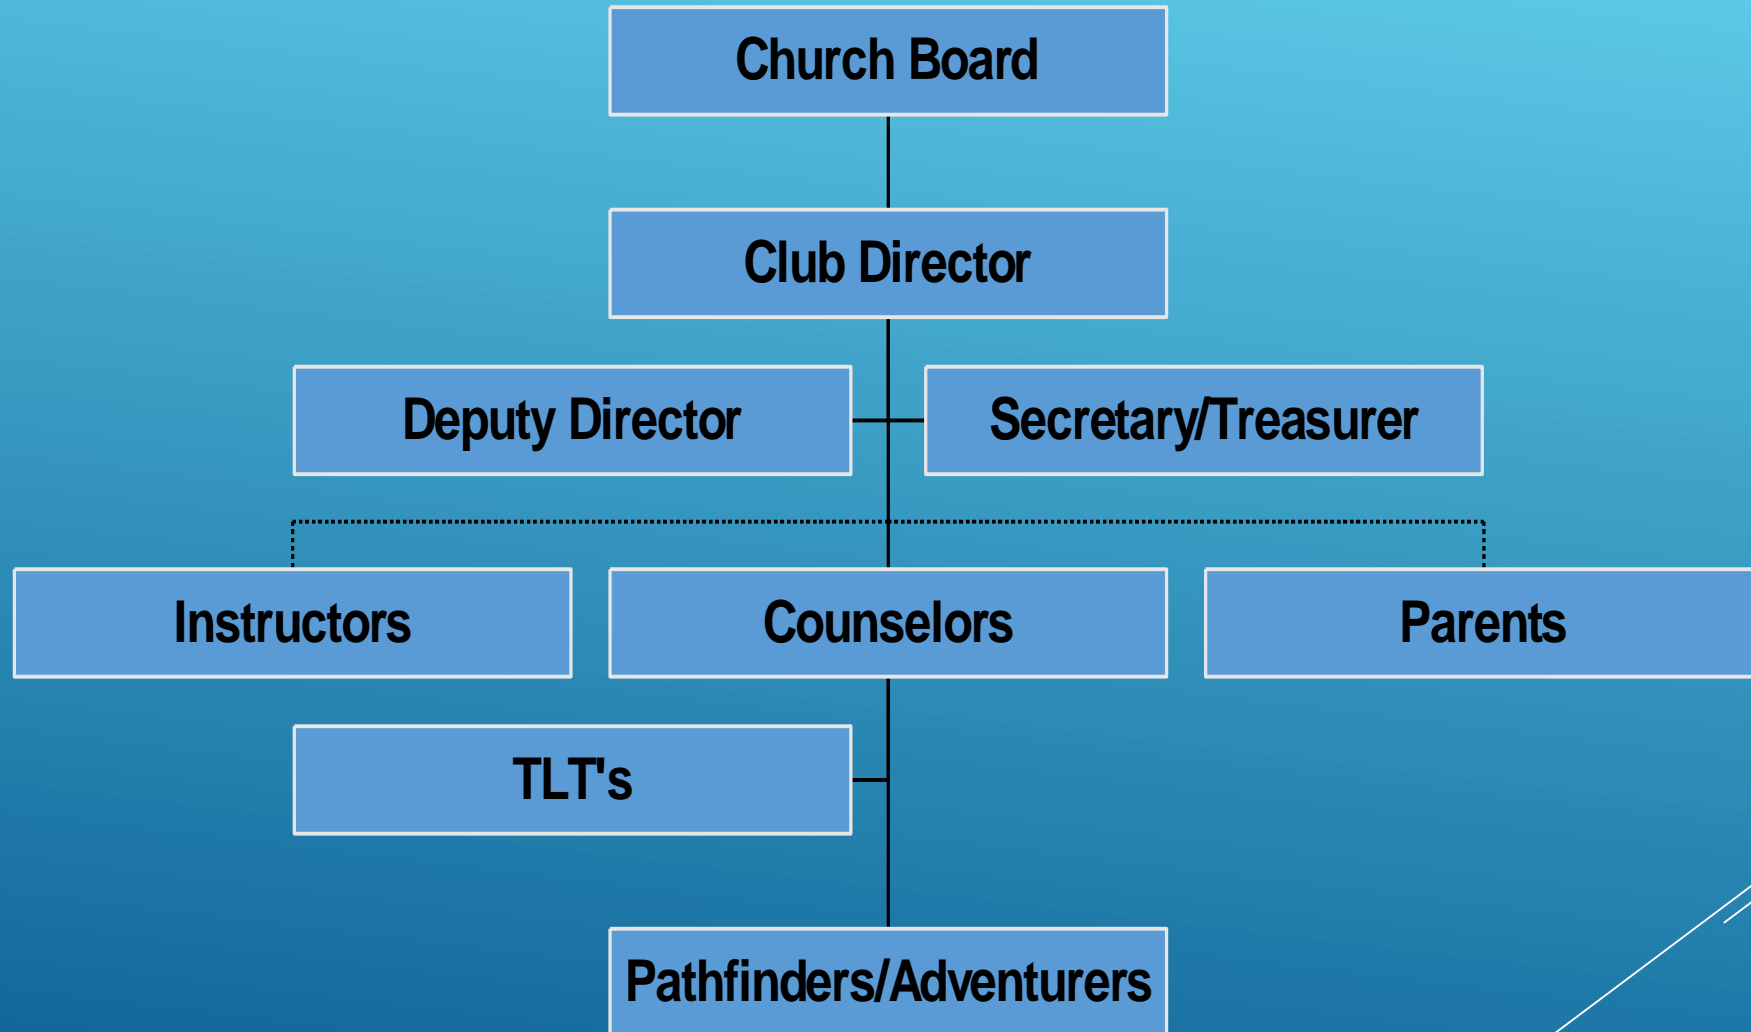 Church Board
Club Director
Deputy Director
Secretary/Treasurer
Instructors
Counselors
Parents
TLT's
Pathfinders/Adventurers